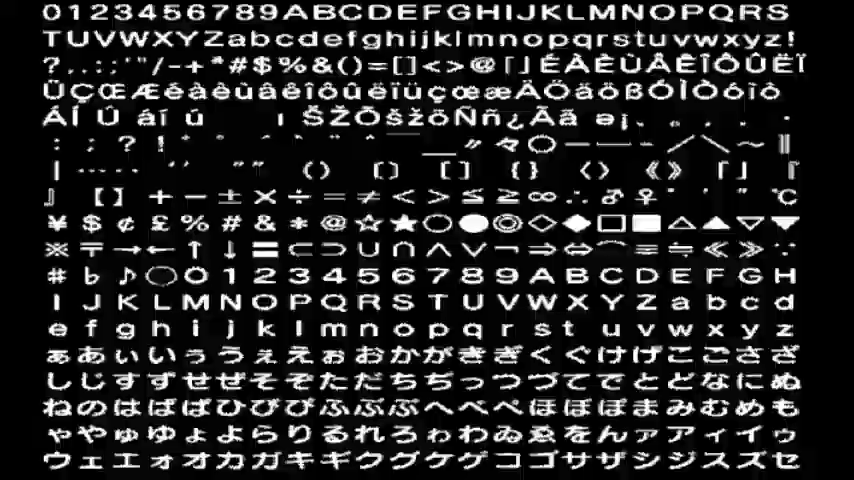 0123456789ABCDEFGHIJKLMNOPQRS
TUVWXYZabcdefghijklmnopqrstuvwxyz!
?,.:;'"/-+*#$%&()=[]<>@「」ÉÀÈÙÂÊÎÔÛËÏ
ÜÇŒÆéàèùâêîôûëïüçœæÄÖäößÓÌÒóìò
ÁÍ Ú áí ú ı ŠŽÕšžõÑñ¿Ãã
: ; ? ! 〃 々 〇 ー ― ‐ ／ ＼ ～ ∥
| … ‥ ‘ ’ “ ” ( ) 〔 〕 [ ] { } 〈 〉 《 》 「 」 『
』 【 】 + − ± × ÷ = ≠ < > ≦ ≧ ∞ ∴ ♂ ♀ ° ′ ″ ℃
¥ $ ¢ £ % # & * @ ☆ ★ ○ ● ◎ ◇ ◆ □ ■ △ ▲ ▽ ▼
※ 〒 → ← ↑ ↓ 〓 ⊂ ⊃ ∪ ∩ ∧ ∨ ¬ ⇒ ⇔ ⌒ ≡ ≒ ≪ ≫ ∵
♯ ♭ ♪ ◯ 0 1 2 3 4 5 6 7 8 9 A B C D E F G H
I J K L M N O P Q R S T U V W X Y Z a b c d
e f g h i j k l m n o p q r s t u v w x y z
ぁ あ ぃ い ぅ う ぇ え ぉ お か が き ぎ く ぐ け げ こ ご さ ざ
し じ す ず せ ぜ そ ぞ た だ ち ぢ っ つ づ て で と ど な に ぬ
ね の は ば ぱ ひ び ぴ ふ ぶ ぷ へ べ ぺ ほ ぼ ぽ ま み む め も
ゃ や ゅ ゆ ょ よ ら り る れ ろ ゎ わ ゐ ゑ を ん ァ ア ィ イ ゥ
ウ ェ エ ォ オ カ ガ キ ギ ク グ ケ ゲ コ ゴ サ ザ シ ジ ス ズ セ